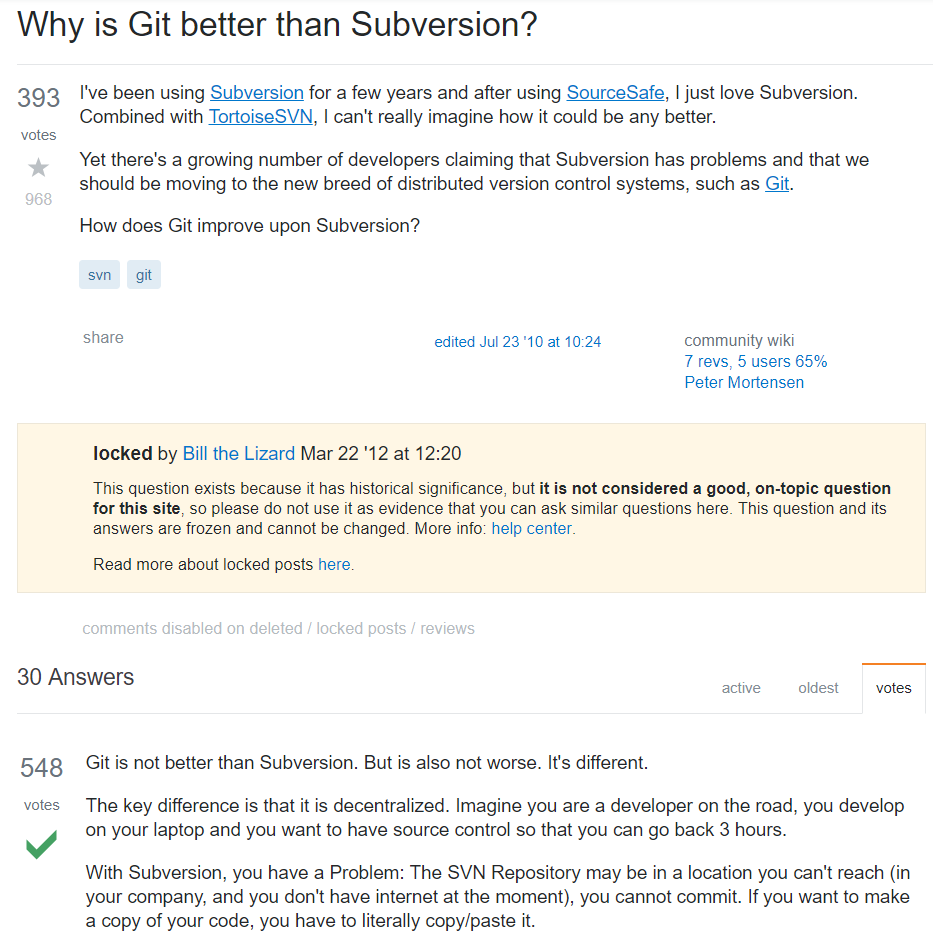 Why is Git better than Subversion?
393
votes
968
I've been using Subversion for a few years and after using SourceSafe, I just love Subversion.
Combined with TortoiseSVN, I can't really imagine how it could be any better.
Yet there's a growing number of developers claiming that Subversion has problems and that we
should be moving to the new breed of distributed version control systems, such as Git.
How does Git improve upon Subversion?
svn git
share
edited Jul 23 '10 at 10:24
community wiki
7 revs, 5 users 65%
Peter Mortensen
locked by Bill the Lizard Mar 22 '12 at 12:20
This question exists because it has historical significance, but it is not considered a good, on-topic question
for this site, so please do not use it as evidence that you can ask similar questions here. This question and its
answers are frozen and cannot be changed. More info: help center.
Read more about locked posts here.
comments disabled on deleted / locked posts / reviews
30 Answers
active oldest votes
548
votes
Git is not better than Subversion. But is also not worse. It's different.
The key difference is that it is decentralized. Imagine you are a developer on the road, you develop
on your laptop and you want to have source control so that you can go back 3 hours.
With Subversion, you have a Problem: The SVN Repository may be in a location you can't reach (in
your company, and you don't have internet at the moment), you cannot commit. If you want to make
a copy of your code, you have to literally copy/paste it.